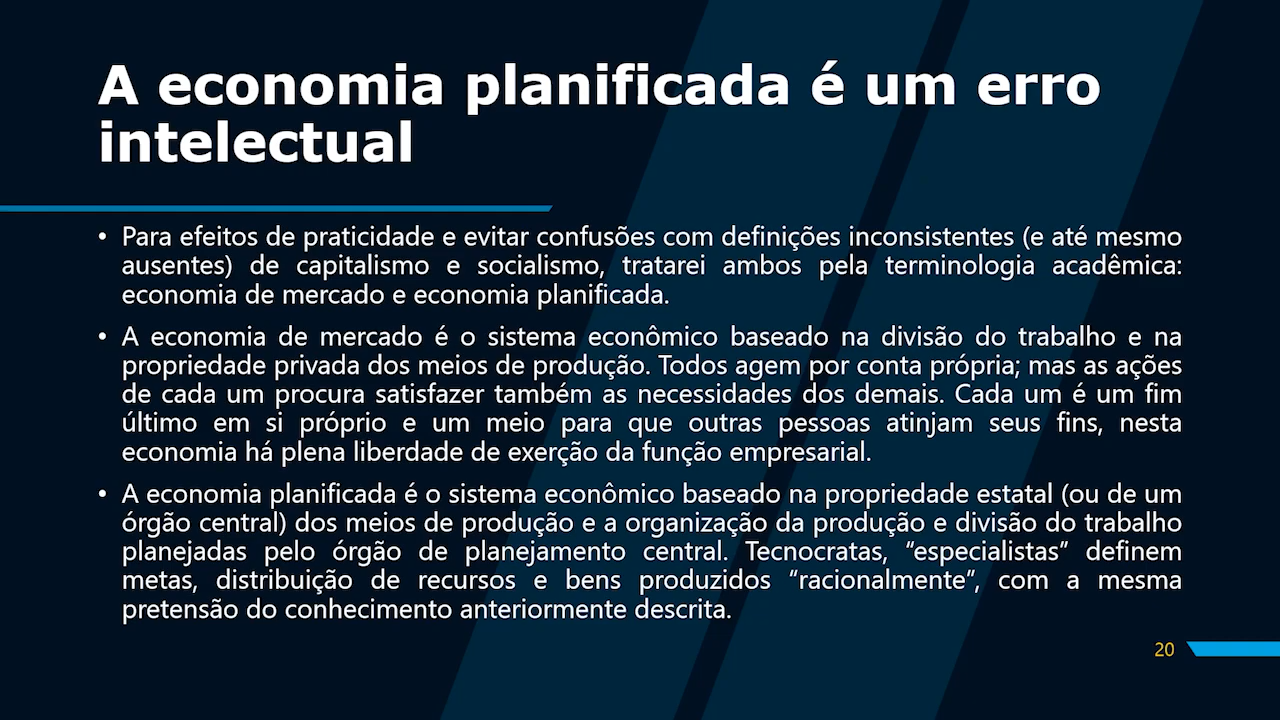 A economia planificada é um erro
intelectual
• Para efeitos de praticidade e evitar confusões com definições inconsistentes (e até mesmo
ausentes) de capitalismo e socialismo, tratarei ambos pela terminologia acadêmica:
economia de mercado e economia planificada.
• A economia de mercado é o sistema econômico baseado na divisão do trabalho e na
propriedade privada dos meios de produção. Todos agem por conta própria; mas as ações
de cada um procura satisfazer também as necessidades dos demais. Cada um é um fim
último em si próprio e um meio para que outras pessoas atinjam seus fins, nesta
economia há plena liberdade de exerção da função empresarial.
• A economia planificada é o sistema econômico baseado na propriedade estatal (ou de um
órgão central) dos meios de produção e a organização da produção e divisão do trabalho
planejadas pelo órgão de planejamento central. Tecnocratas, “especialistas” definem
metas, distribuição de recursos e bens produzidos “racionalmente”, com a mesma
pretensão do conhecimento anteriormente descrita.
20